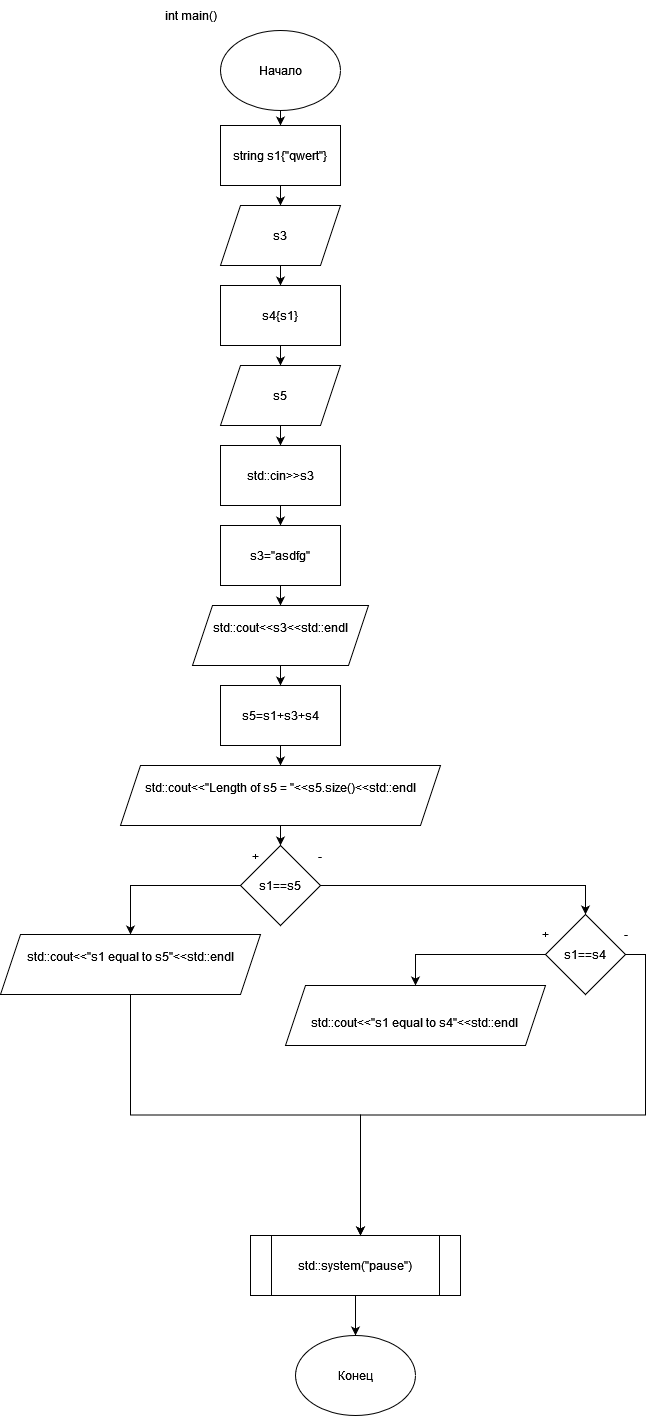 int main()
Начало
string s1{"qwert"}
s3
s4{s1}
s5
std::cin>>s3
s3="asdfg"
std::cout<<s3<<std::endl
s5=s1+s3+s4
std::cout<<"Length of s5 = "<<s5.size()<<std::endl
+
-
s1==s5
+
-
s1==s4
std::cout<<"s1 equal to s5"<<std::endl
std::cout<<"s1 equal to s4"<<std::endl
std::system("pause")
Конец